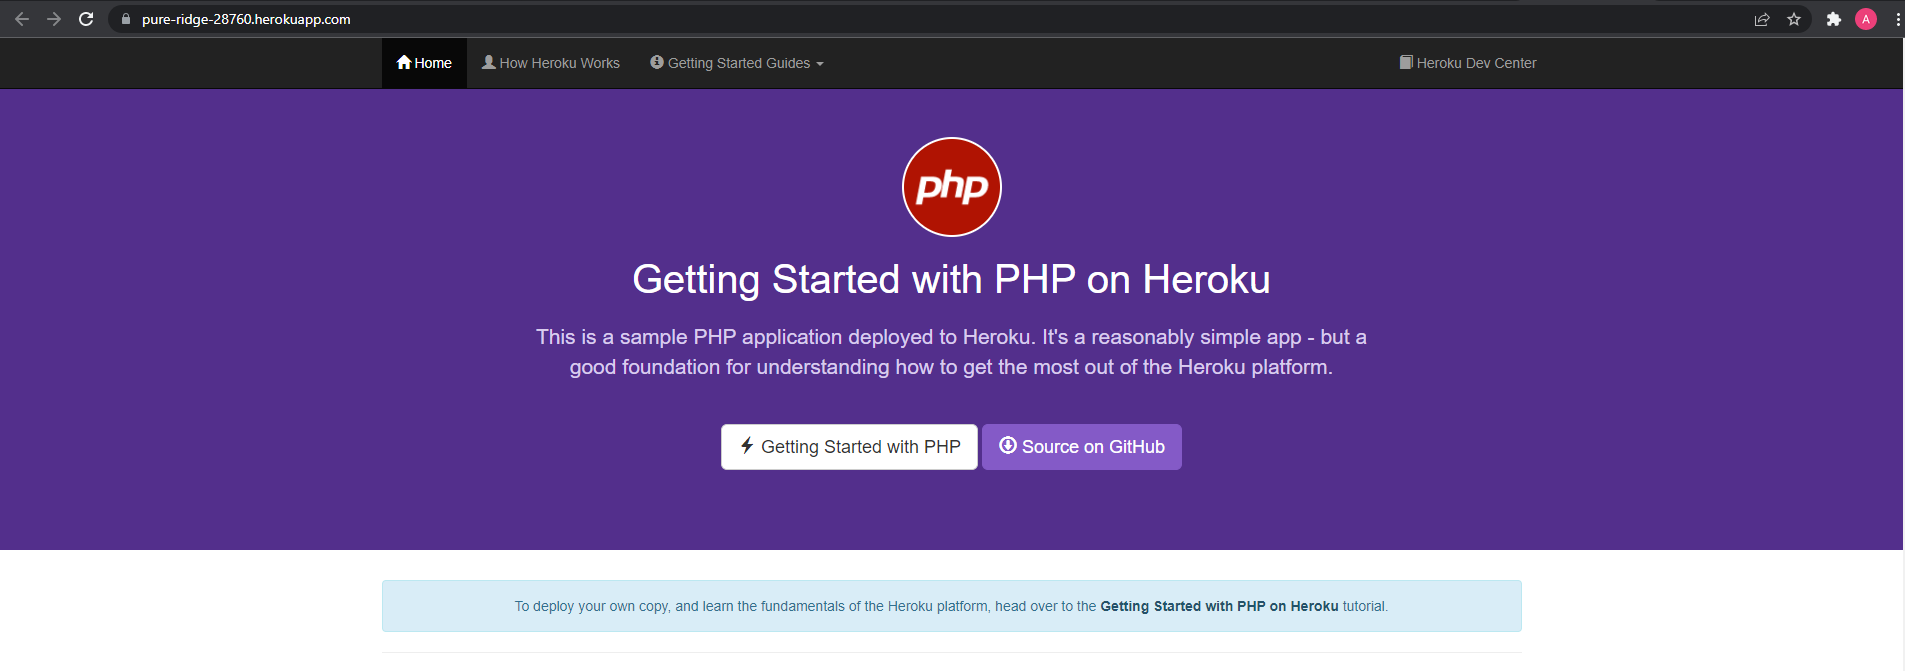 pure-ridge-28760.herokuapp.com
A
Home
How Heroku Works
Getting Started Guides
Heroku Dev Center
php
Getting Started with PHP on Heroku
This is a sample PHP application deployed to Heroku. It's a reasonably simple app - but a
good foundation for understanding how to get the most out of the Heroku platform.
Getting Started with PHP
Source on GitHub
To deploy your own copy, and learn the fundamentals of the Heroku platform, head over to the Getting Started with PHP on Heroku tutorial.